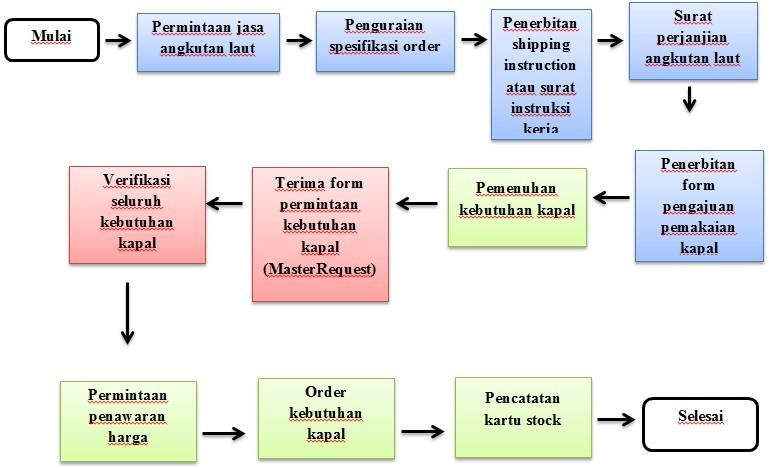 Mulai
Permintaan jasa
angkutan laut
Penguraian
spesifikasi order
Penerbitan
shipping
instruction
atau surat
instruksi
kerja
Surat
perjanjian
angkutan laut
Penerbitan
form
pengajuan
pemakaian
kapal
Pemenuhan
kebutuhan kapal
Terima form
permintaan
kebutuhan
kapal
(MasterRequest)
Verifikasi
seluruh
kebutuhan
kapal
Permintaan
penawaran
harga
Order
kebutuhan
kapal
Pencatatan
kartu stock
Selesai